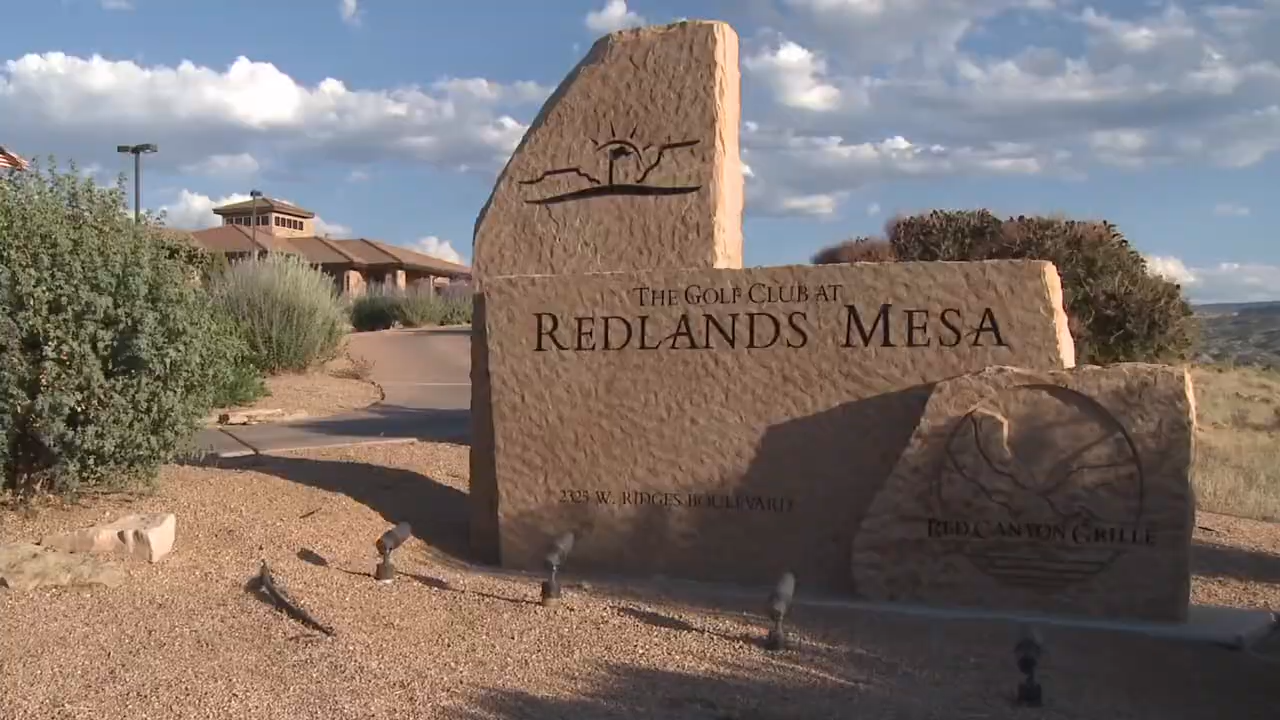 THE GOLF CLUB AT
REDLANDS MESA
2325 W. RIDGES BOULEVARD
RED CANYON GRILLE